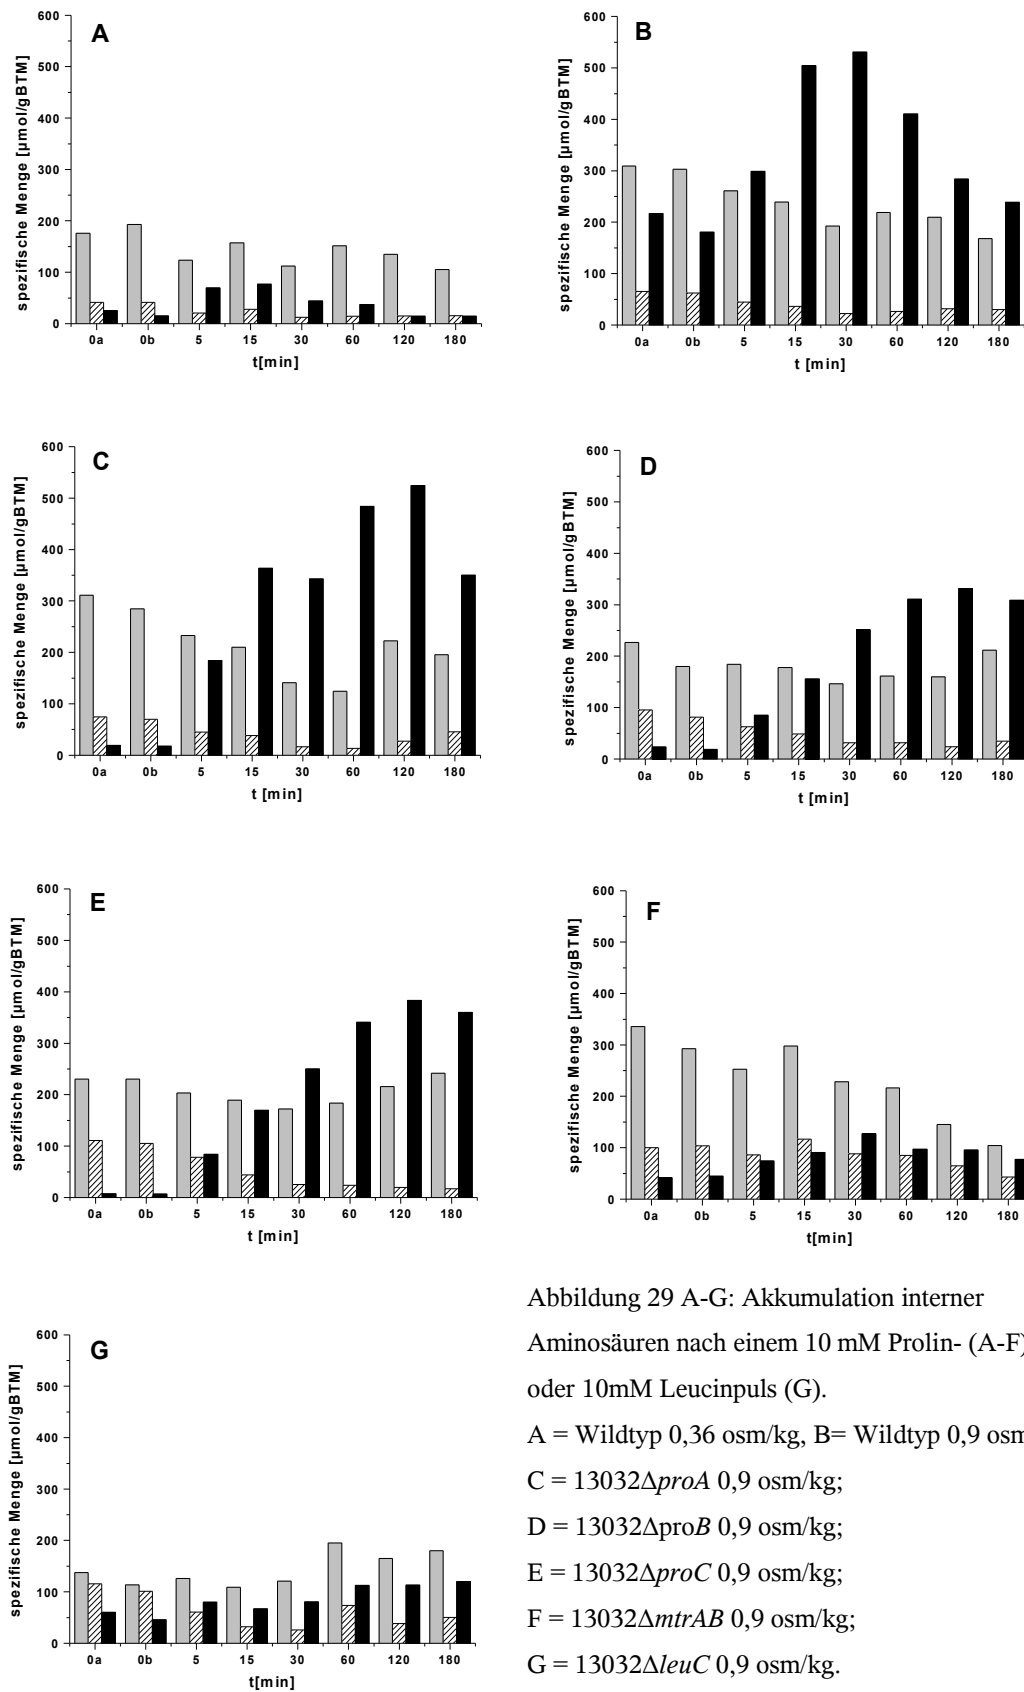 A
600
500
400
300
200
100
0
spezifische Menge [µmol/gBTM]
0a 0b 5 15 30 60 120 180
t[min]
B
600
500
400
300
200
100
0
spezifische Menge [µmol/gBTM]
0a 0b 5 15 30 60 120 180
t [min]
C
600
500
400
300
200
100
0
spezifische Menge [µmol/gBTM]
0a 0b 5 15 30 60 120 180
t [min]
D
600
500
400
300
200
100
0
spezifische Menge [µmol/gBTM]
0a 0b 5 15 30 60 120 180
t [min]
E
600
500
400
300
200
100
0
spezifische Menge [µmol/gBTM]
0a 0b 5 15 30 60 120 180
t [min]
F
600
500
400
300
200
100
0
spezifische Menge [µmol/gBTM]
0a 0b 5 15 30 60 120 180
t[min]
G
600
500
400
300
200
100
0
spezifische Menge [µmol/gBTM]
0a 0b 5 15 30 60 120 180
t[min]
Abbildung 29 A-G: Akkumulation interner
Aminosäuren nach einem 10 mM Prolin- (A-F)
oder 10mM Leucinpuls (G).
A = Wildtyp 0,36 osm/kg, B= Wildtyp 0,9 osm
C = 13032ΔproA 0,9 osm/kg;
D = 13032ΔproB 0,9 osm/kg;
E = 13032ΔproC 0,9 osm/kg;
F = 13032ΔmtrAB 0,9 osm/kg;
G = 13032ΔleuC 0,9 osm/kg.